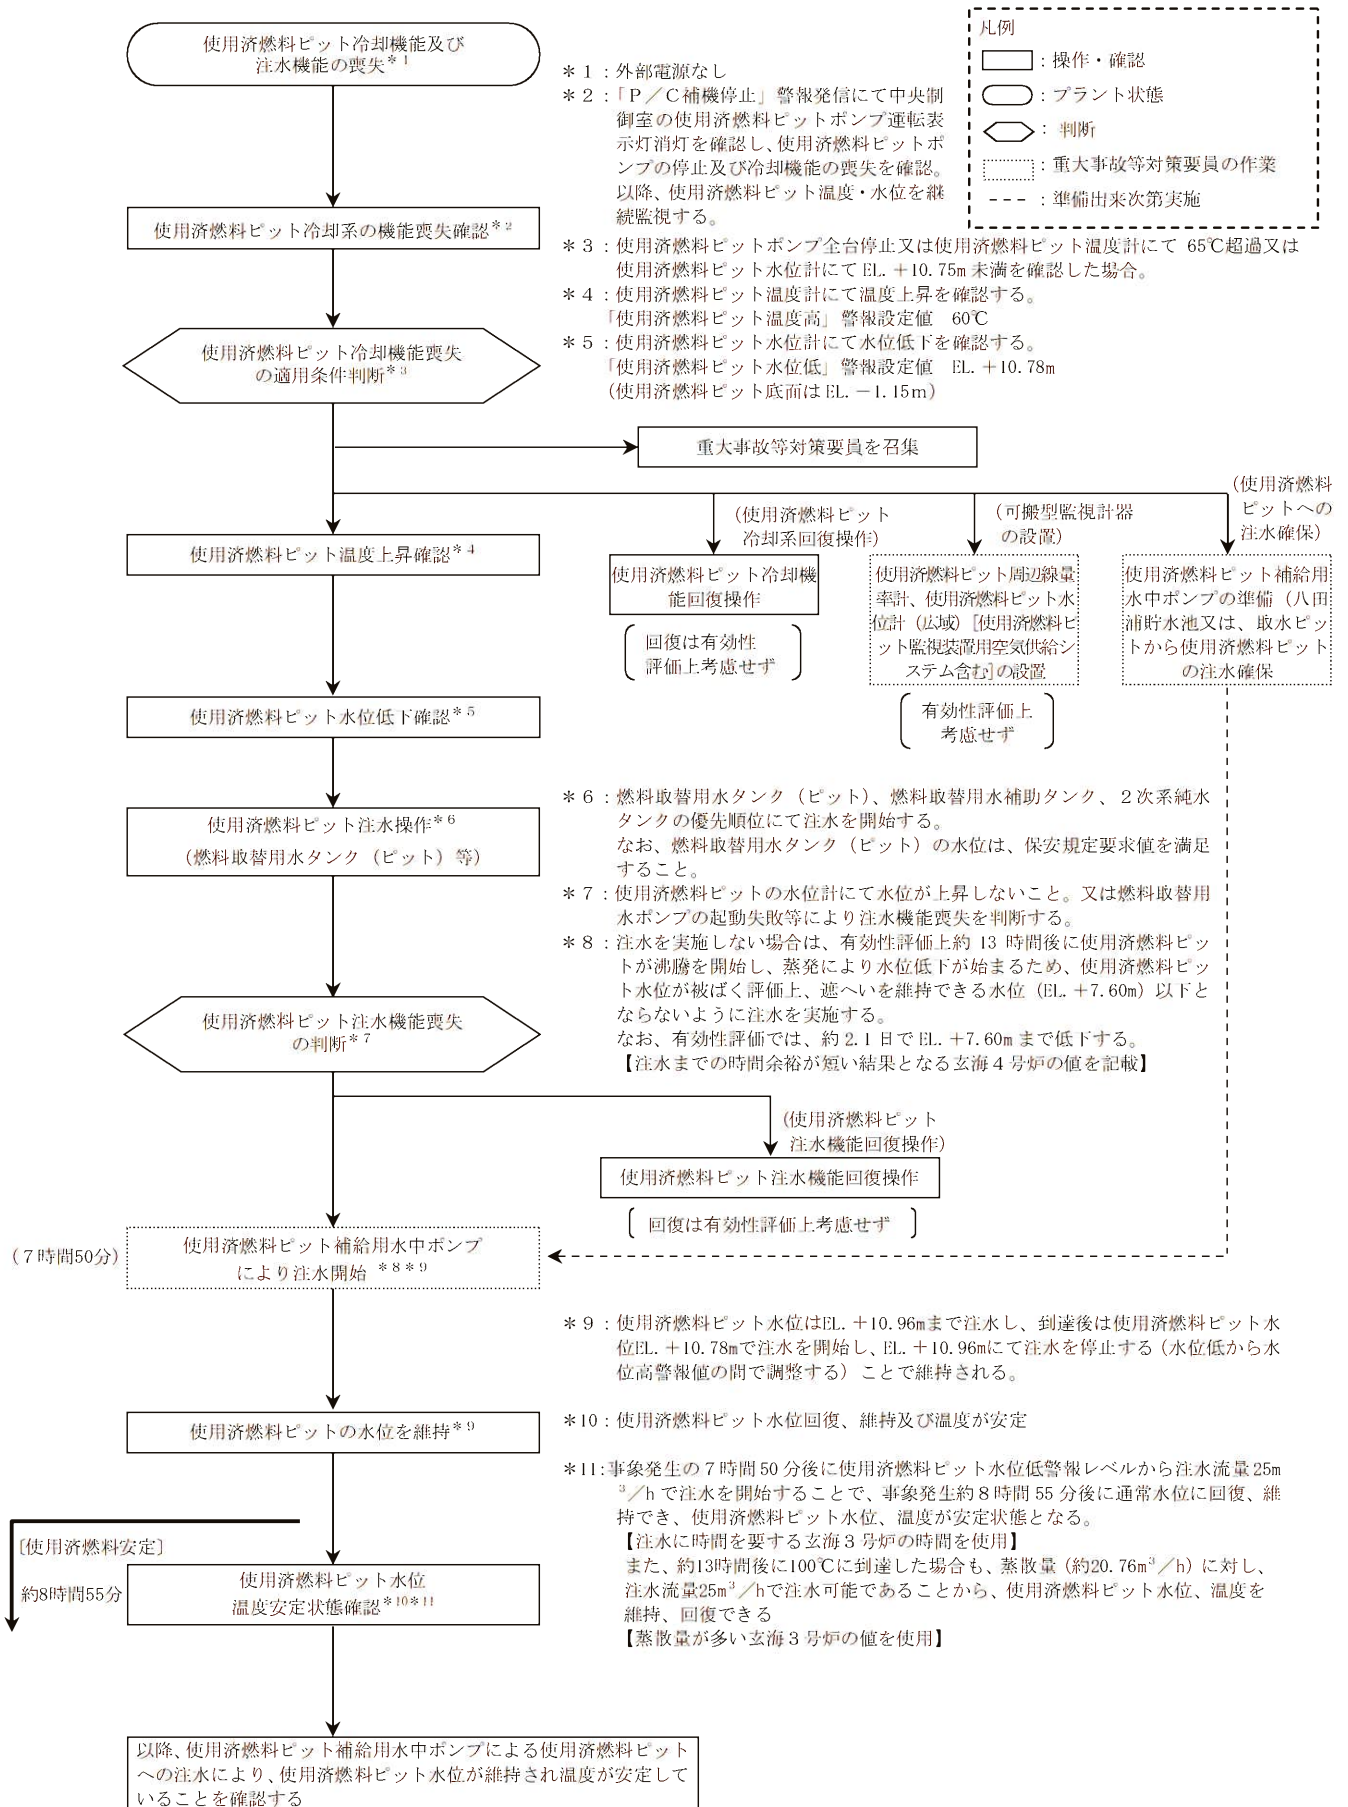 使用済燃料ピット冷却機能及び
注水機能の喪失＊1
凡例
：操作・確認
：プラント状態
： 判断
：重大事故等対策要員の作業
：準備出来次第実施
＊1：外部電源なし
＊2：「P／C補機停止」警報発信にて中央制
御室の使用済燃料ピットポンプ運転表
示灯消灯を確認し、使用済燃料ピットポ
ンプの停止及び冷却機能の喪失を確認。
以降、使用済燃料ピット温度・水位を継
続監視する。
使用済燃料ピット冷却系の機能喪失確認＊2
＊3：使用済燃料ピットポンプ全台停止又は使用済燃料ピット温度計にて 65℃超過又は
使用済燃料ピット水位計にてEL.＋10.75m未満を確認した場合。
＊4：使用済燃料ピット温度計にて温度上昇を確認する。
「使用済燃料ピット温度高」警報設定値 60℃
＊5：使用済燃料ピット水位計にて水位低下を確認する。
「使用済燃料ピット水位低」警報設定値 EL.＋10.78m
（使用済燃料ピット底面はEL.－1.15m）
使用済燃料ピット冷却機能喪失
の適用条件判断＊3
重大事故等対策要員を召集
（使用済燃料ピット
冷却系回復操作）
（可搬型監視計器
の設置）
（使用済燃料
ピットへの
注水確保）
使用済燃料ピット温度上昇確認＊4
使用済燃料ピット冷却機
能回復操作
回復は有効性
評価上考慮せず
使用済燃料ピット周辺線量
率計、使用済燃料ピット水
位計（広域）［使用済燃料ピ
ット監視装置用空気供給シ
ステム含む］の設置
有効性評価上
考慮せず
使用済燃料ピット補給用
水中ポンプの準備（八田
浦貯水池又は、取水ピッ
トから使用済燃料ピット
の注水確保
使用済燃料ピット水位低下確認＊5
使用済燃料ピット注水操作＊6
（燃料取替用水タンク（ピット）等）
＊6：燃料取替用水タンク（ピット）、燃料取替用水補助タンク、２次系純水
タンクの優先順位にて注水を開始する。
なお、燃料取替用水タンク（ピット）の水位は、保安規定要求値を満足
すること。
＊7：使用済燃料ピットの水位計にて水位が上昇しないこと。又は燃料取替用
水ポンプの起動失敗等により注水機能喪失を判断する。
＊8：注水を実施しない場合は、有効性評価上約 13 時間後に使用済燃料ピッ
トが沸騰を開始し、蒸発により水位低下が始まるため、使用済燃料ピッ
ト水位が被ばく評価上、遮へいを維持できる水位（EL.＋7.60m）以下と
ならないように注水を実施する。
なお、有効性評価では、約 2.1 日で EL.＋7.60m まで低下する。
【注水までの時間余裕が短い結果となる玄海４号炉の値を記載】
使用済燃料ピット注水機能喪失
の判断＊7
（使用済燃料ピット
注水機能回復操作）
使用済燃料ピット注水機能回復操作
回復は有効性評価上考慮せず
（７時間50分）
使用済燃料ピット補給用水中ポンプ
により注水開始 ＊8＊9
＊9：使用済燃料ピット水位はEL.＋10.96mまで注水し、到達後は使用済燃料ピット水
位EL.＋10.78mで注水を開始し、EL.＋10.96mにて注水を停止する（水位低から水
位高警報値の間で調整する）ことで維持される。
使用済燃料ピットの水位を維持＊9
＊10：使用済燃料ピット水位回復、維持及び温度が安定
＊11：事象発生の７時間50分後に使用済燃料ピット水位低警報レベルから注水流量25m
³／hで注水を開始することで、事象発生約８時間55分後に通常水位に回復、維
持でき、使用済燃料ピット水位、温度が安定状態となる。
【注水に時間を要する玄海３号炉の時間を使用】
また、約13時間後に100℃に到達した場合も、蒸散量（約20.76m³／h）に対し、
注水流量25m³／hで注水可能であることから、使用済燃料ピット水位、温度を
維持、回復できる
【蒸散量が多い玄海３号炉の値を使用】
［使用済燃料安定］
約8時間55分
使用済燃料ピット水位
温度安定状態確認＊10＊11
以降、使用済燃料ピット補給用水中ポンプによる使用済燃料ピット
への注水により、使用済燃料ピット水位が維持され温度が安定して
いることを確認する